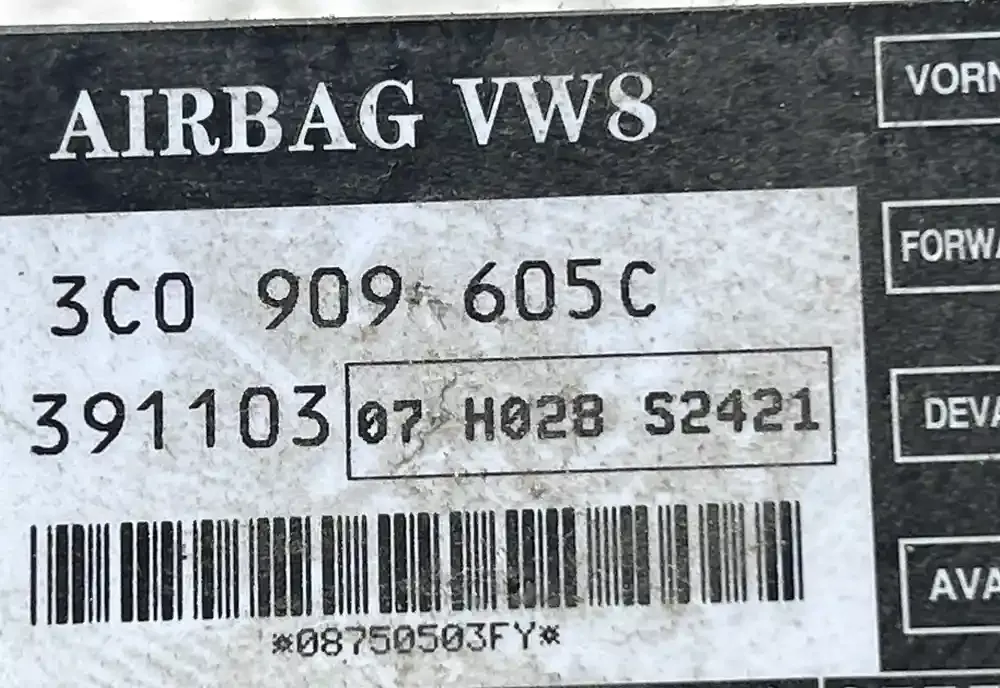 AIRBAG VW8
3C0 909 605C
391103 07 H028 S2421
*08750503FY*
VORN
FORWA
DEVA
AVA